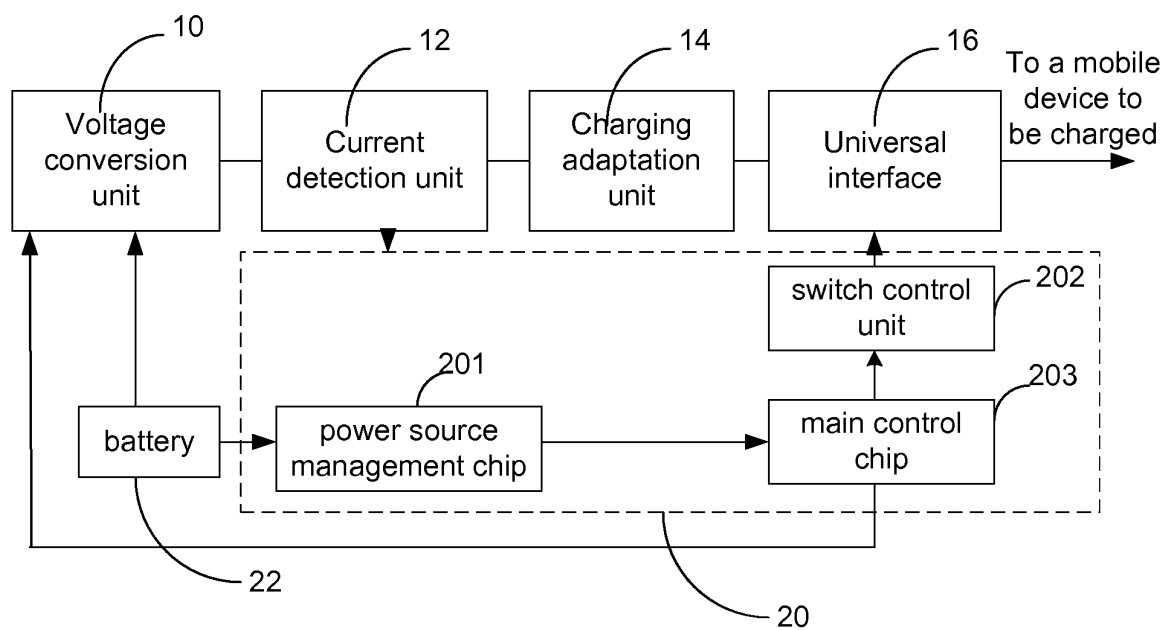 10
12
14
16
To a mobile
device to
be charged
Voltage
conversion
unit
Current
detection unit
Charging
adaptation
unit
Universal
interface
switch control
unit
202
201
203
battery
power source
management chip
main control
chip
22
20